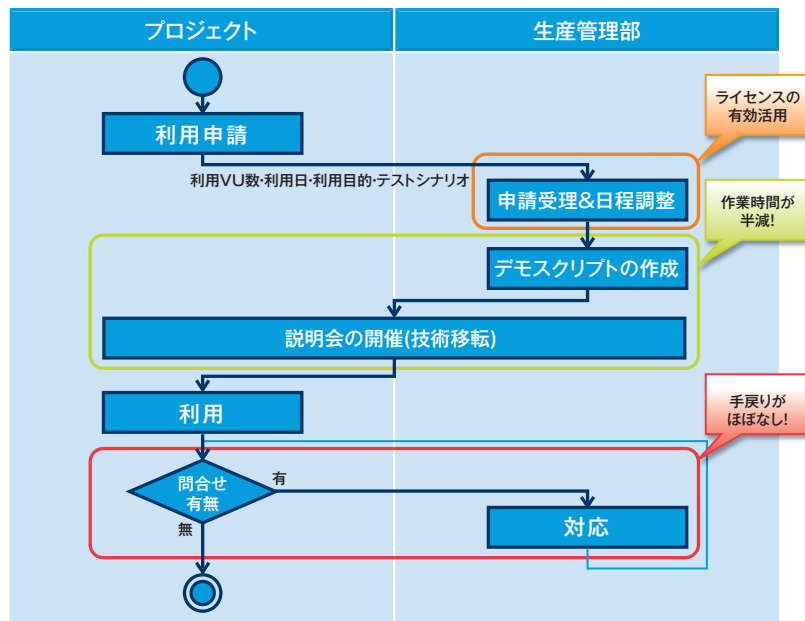 プロジェクト
生産管理部
ライセンスの
有効活用
利用申請
利用VU数・利用日・利用目的・テストシナリオ
申請受理&日程調整
作業時間が
半減!
デモスクリプトの作成
説明会の開催(技術移転)
利用
手戻りが
ほぼなし!
問合せ
有無
有
対応
無